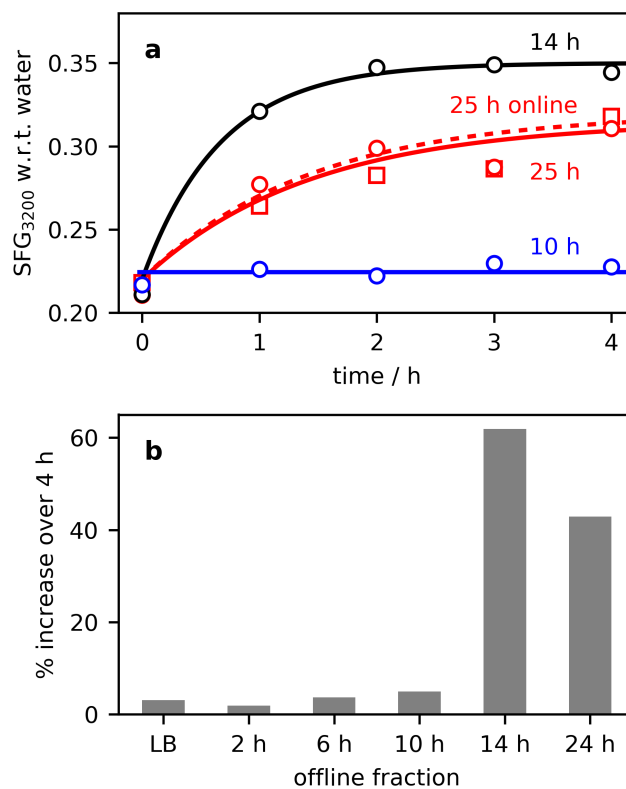 a
14 h
25 h online
25 h
10 h
0.35
0.30
0.25
0.20
SFG3200 w.r.t. water
0
1
2
3
4
time / h
b
60
40
20
0
% increase over 4 h
LB
2 h
6 h
10 h
14 h
24 h
offline fraction